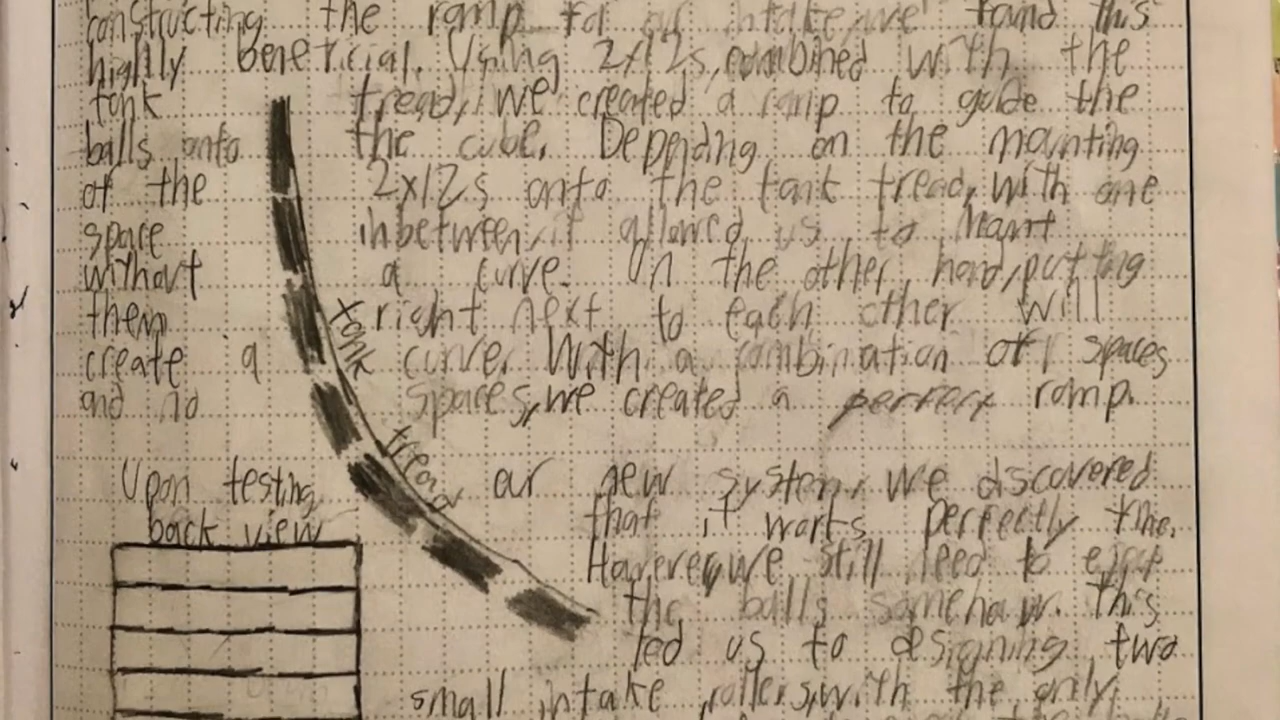 constructing the ramp for our intake, we found this
highly beneficial. Using 2x12s, combined with the
tank tread, we created a ramp to guide the
balls onto the cube. Depending on the mounting
of the 2x12s onto the tank tread, with one
space inbetween, it allowed us to mount
without a curve. On the other hand, putting
them right next to each other will
create a curve. With a combination of spaces
and no spaces, we created a perfect ramp.
tank tread
Upon testing our new system, we discovered
that it works perfectly fine.
back view
However, we still need to eject
the balls somehow. This
led us to designing two
small intake rollers, with the only